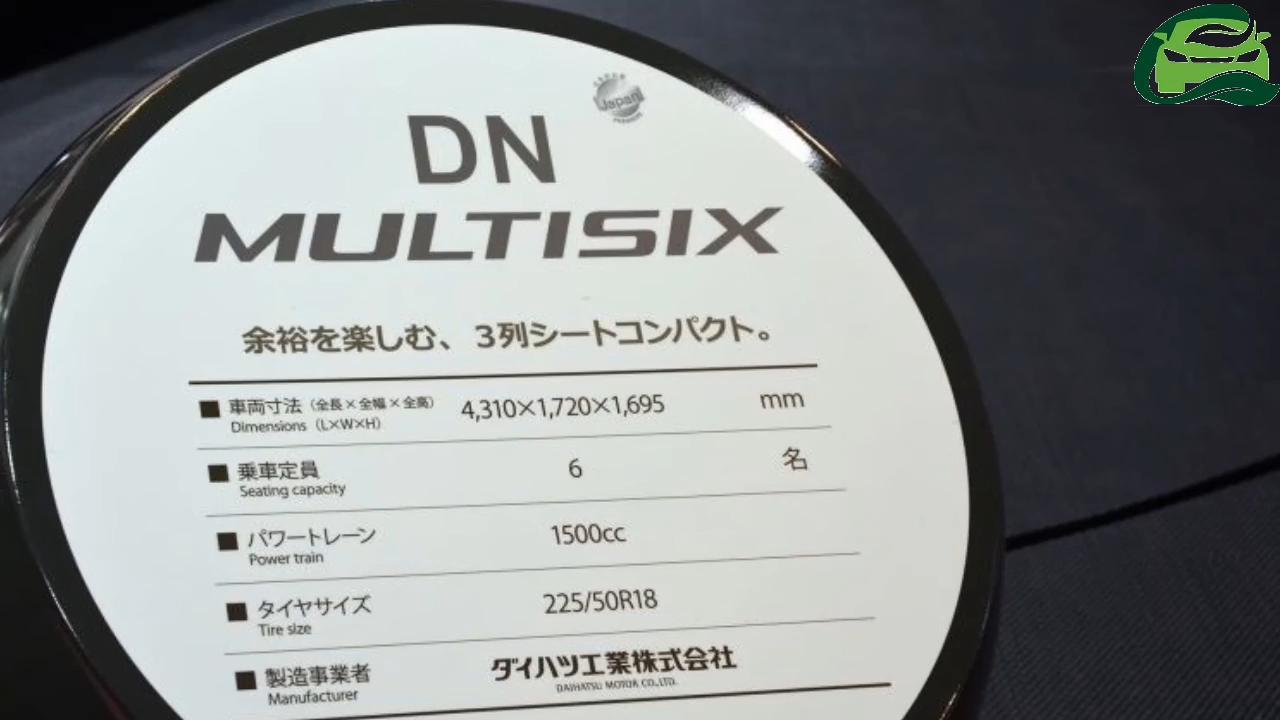 Japan
DN
MULTISIX
余裕を楽しむ、3列シートコンパクト。
■ 車両寸法（全長×全幅×全高） 4,310×1,720×1,695 mm
Dimensions（L×W×H）
■ 乗車定員 6 名
Seating capacity
■ パワートレーン 1500cc
Power train
■ タイヤサイズ 225/50R18
Tire size
■ 製造事業者 ダイハツ工業株式会社
Manufacturer DAIHATSU MOTOR CO.,LTD.